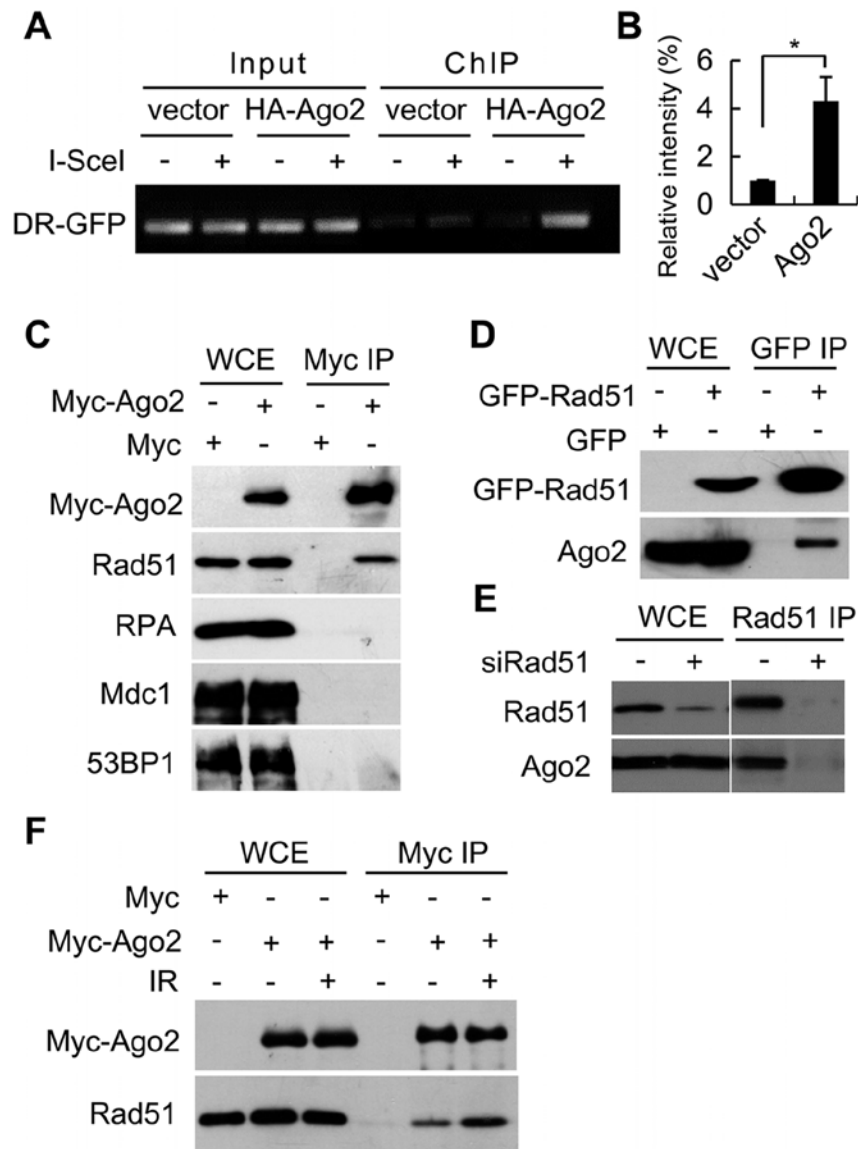 A
Input ChIP
vector HA-Ago2 vector HA-Ago2
I-SceI - + - + - + - +
DR-GFP
B
Relative intensity (%)
6
4
2
0
*
vector Ago2
C
WCE Myc IP
Myc-Ago2 - + - +
Myc + - + -
Myc-Ago2
Rad51
RPA
Mdc1
53BP1
D
WCE GFP IP
GFP-Rad51 - + - +
GFP + - + -
GFP-Rad51
Ago2
E
WCE Rad51 IP
siRad51 - + - +
Rad51
Ago2
F
WCE Myc IP
Myc + - - + - -
Myc-Ago2 - + + - + +
IR - - + - - +
Myc-Ago2
Rad51